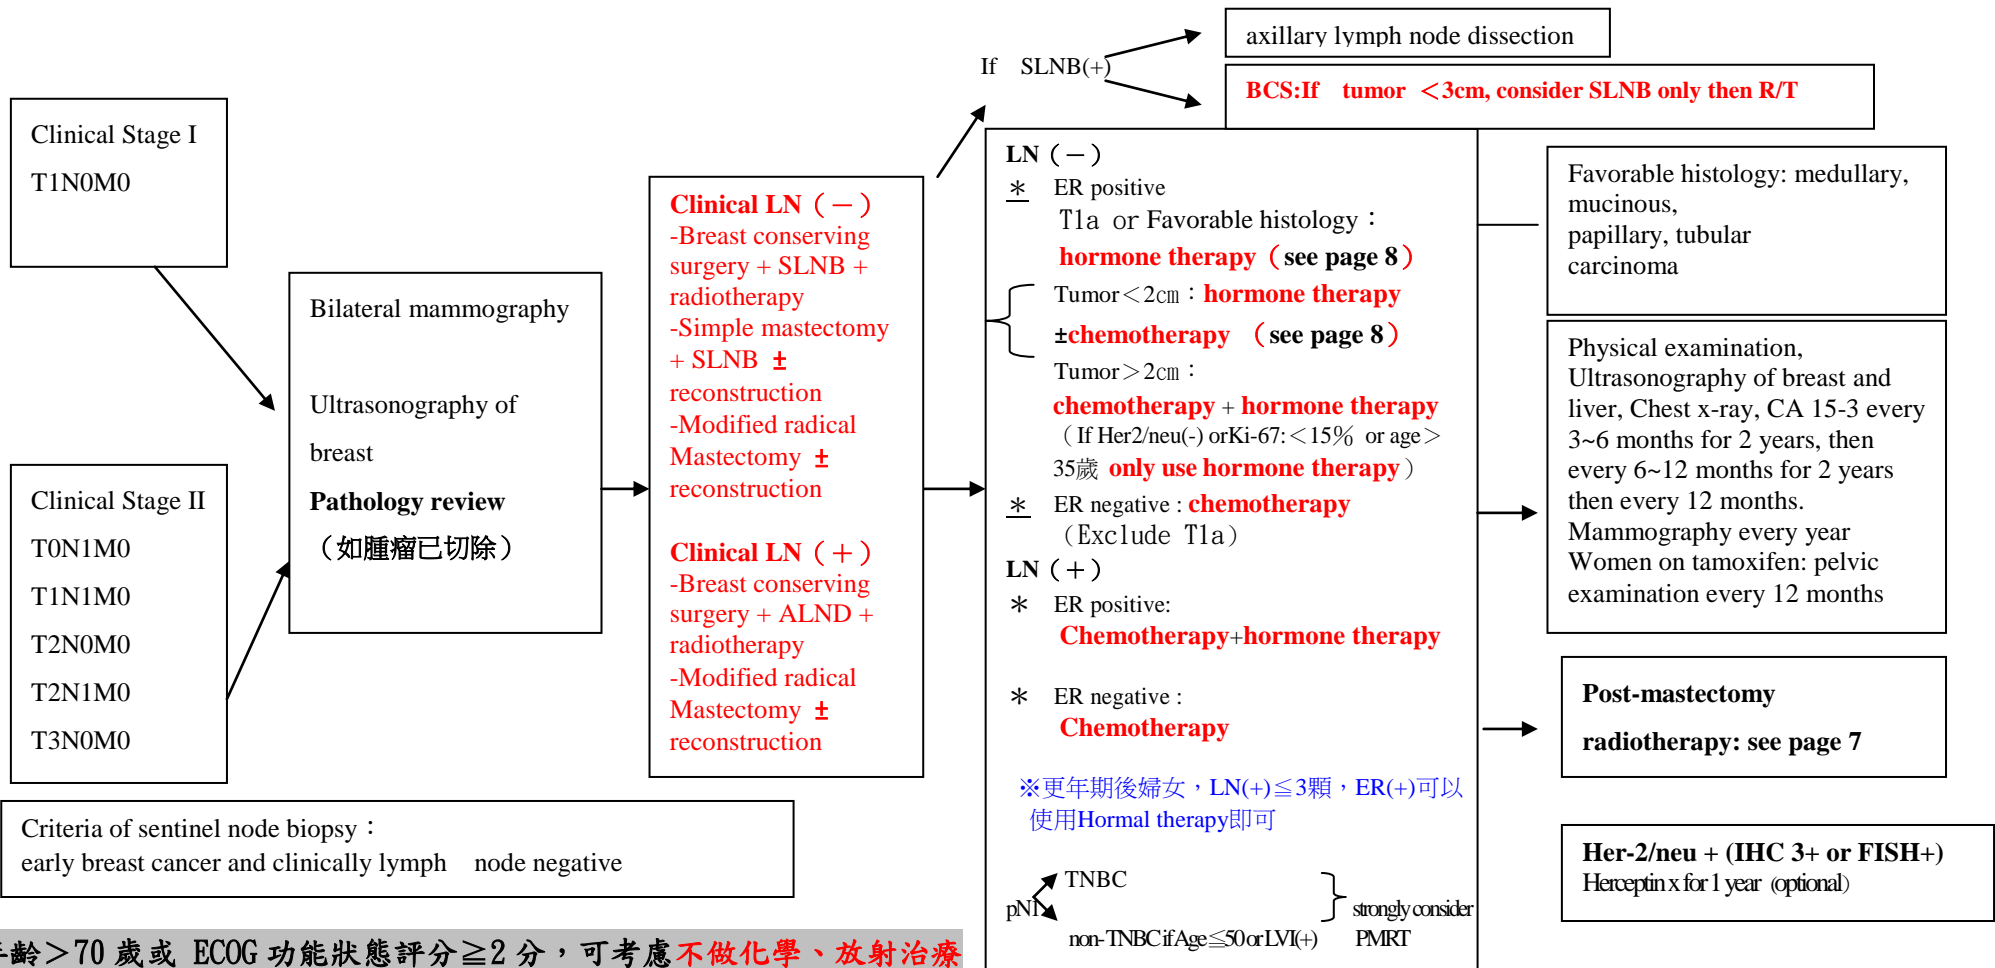 axillary lymph node dissection
If SLNB(+)
BCS:If tumor ＜3cm, consider SLNB only then R/T
Clinical Stage I
T1N0M0
Clinical Stage II
T0N1M0
T1N1M0
T2N0M0
T2N1M0
T3N0M0
Bilateral mammography
Ultrasonography of
breast
Pathology review
（如腫瘤已切除）
Clinical LN（－）
-Breast conserving
surgery + SLNB +
radiotherapy
-Simple mastectomy
+ SLNB ±
reconstruction
-Modified radical
Mastectomy ±
reconstruction
Clinical LN（＋）
-Breast conserving
surgery + ALND +
radiotherapy
-Modified radical
Mastectomy ±
reconstruction
LN（－）
＊ ER positive
T1a or Favorable histology：
hormone therapy（see page 8）
Tumor＜2㎝：hormone therapy
±chemotherapy （see page 8）
Tumor＞2㎝：
chemotherapy + hormone therapy
（If Her2/neu(-) orKi-67:＜15% or age＞
35歲 only use hormone therapy）
＊ ER negative : chemotherapy
（Exclude T1a）
LN（＋）
＊ ER positive:
Chemotherapy+hormone therapy
＊ ER negative :
Chemotherapy
※更年期後婦女，LN(+)≦3顆，ER(+)可以
使用Hormal therapy即可
TNBC
pN1
non-TNBC if Age≦50 or LVI(+)
strongly consider
PMRT
Favorable histology: medullary,
mucinous,
papillary, tubular
carcinoma
Physical examination,
Ultrasonography of breast and
liver, Chest x-ray, CA 15-3 every
3~6 months for 2 years, then
every 6~12 months for 2 years
then every 12 months.
Mammography every year
Women on tamoxifen: pelvic
examination every 12 months
Post-mastectomy
radiotherapy: see page 7
Her-2/neu + (IHC 3+ or FISH+)
Herceptin x for 1 year (optional)
Criteria of sentinel node biopsy：
early breast cancer and clinically lymph node negative
年齡＞70 歲或 ECOG 功能狀態評分≧2 分，可考慮不做化學、放射治療